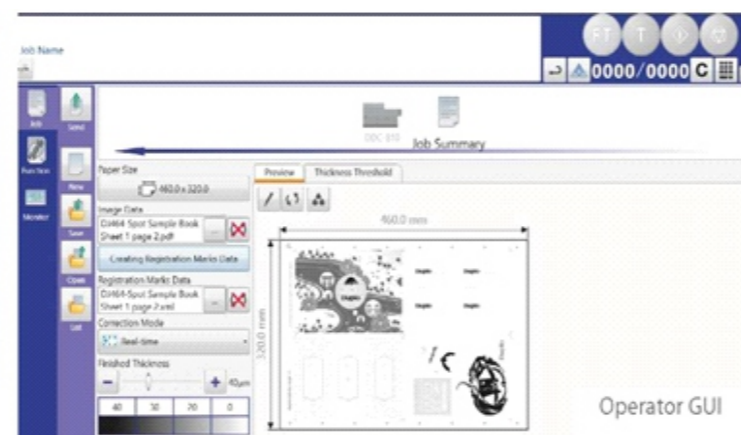 Job Name
PT T
0000/0000 C
Job
Send
DDC 810
Job Summary
Function
Paper Size
Preview Thickness Threshold
460.0 x 320.0
New
Monitor
Image Data
460.0 mm
DJ464-Spot Sample Book
Sheet 1 page 2.pdf
Save
Creating Registration Marks Data
Open
Registration Marks Data
DJ464-Spot Sample Book
Sheet 1 page 2.xml
List
Correction Mode
320.0 mm
Real-time
Finished Thickness
40μm
40 30 20 0
Duplo
Operator GUI